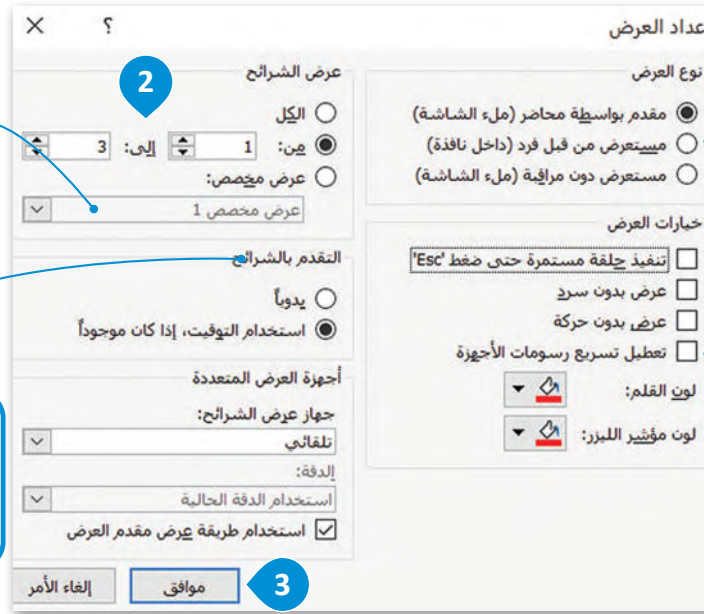 عداد العرض
؟ ×
نوع العرض
مقدم بواسطة محاضر (ملء الشاشة)
مستعرض من قبل فرد (داخل نافذة)
مستعرض دون مراقبة (ملء الشاشة)
خيارات العرض
تنفيذ حلقة مستمرة حتى ضغط 'Esc'
عرض بدون سرد
عرض بدون حركة
تعطيل تسريع رسومات الأجهزة
لون القلم:
لون مؤشر الليزر:
عرض الشرائح
2
الكل
من: 1 إلى: 3
عرض مخصص:
عرض مخصص 1
التقدم بالشرائح
يدوياً
استخدام التوقيت، إذا كان موجوداً
أجهزة العرض المتعددة
جهاز عرض الشرائح:
تلقائي
الدقة:
استخدام الدقة الحالية
استخدام طريقة عرض مقدم العرض
3
موافق
إلغاء الأمر